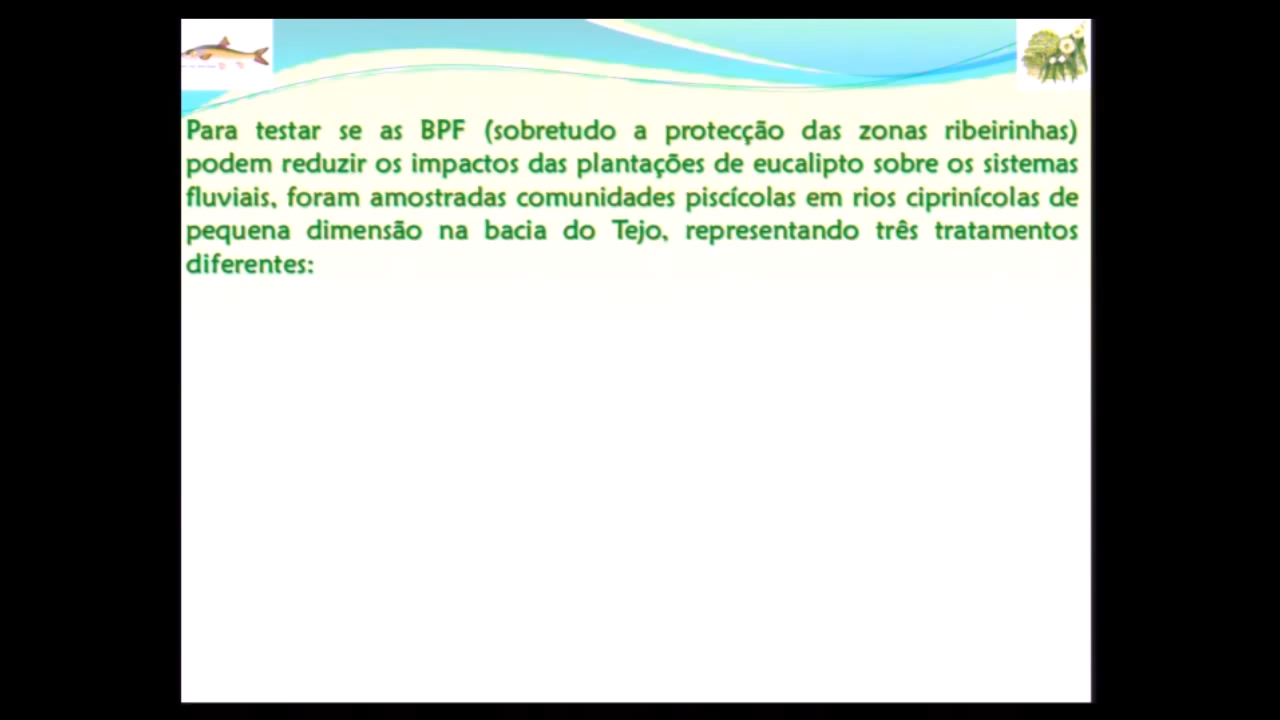 Para testar se as BPF (sobretudo a protecção das zonas ribeirinhas)
podem reduzir os impactos das plantações de eucalipto sobre os sistemas
fluviais, foram amostradas comunidades piscícolas em rios ciprinícolas de
pequena dimensão na bacia do Tejo, representando três tratamentos
diferentes: